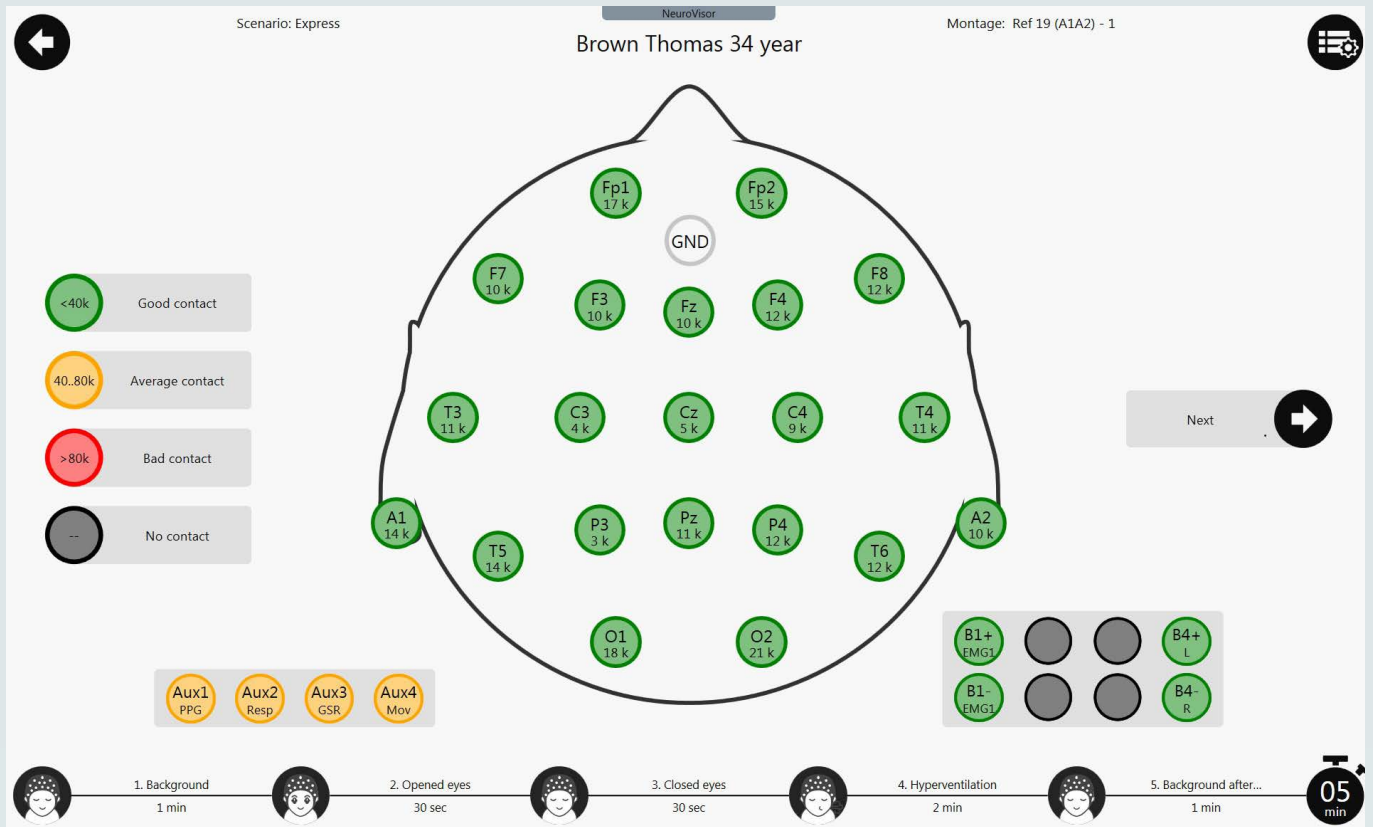 NeuroVisor
Scenario: Express
Montage: Ref 19 (A1A2) - 1
Brown Thomas 34 year
Fp1
17 k
Fp2
15 k
GND
F7
10 k
F3
10 k
Fz
10 k
F4
12 k
F8
12 k
<40k
Good contact
40..80k
Average contact
>80k
Bad contact
--
No contact
T3
11 k
C3
4 k
Cz
5 k
C4
9 k
T4
11 k
Next
.
A1
14 k
T5
14 k
P3
3 k
Pz
11 k
P4
12 k
T6
12 k
A2
10 k
O1
18 k
O2
21 k
Aux1
PPG
Aux2
Resp
Aux3
GSR
Aux4
Mov
B1+
EMG1
B4+
L
B1-
EMG1
B4-
R
1. Background
1 min
2. Opened eyes
30 sec
3. Closed eyes
30 sec
4. Hyperventilation
2 min
5. Background after...
1 min
05
min